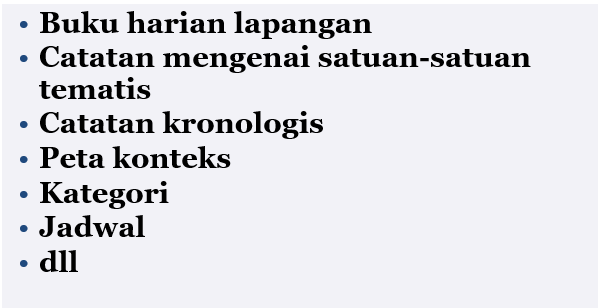 • Buku harian lapangan
• Catatan mengenai satuan-satuan
tematis
• Catatan kronologis
• Peta konteks
• Kategori
• Jadwal
• dll